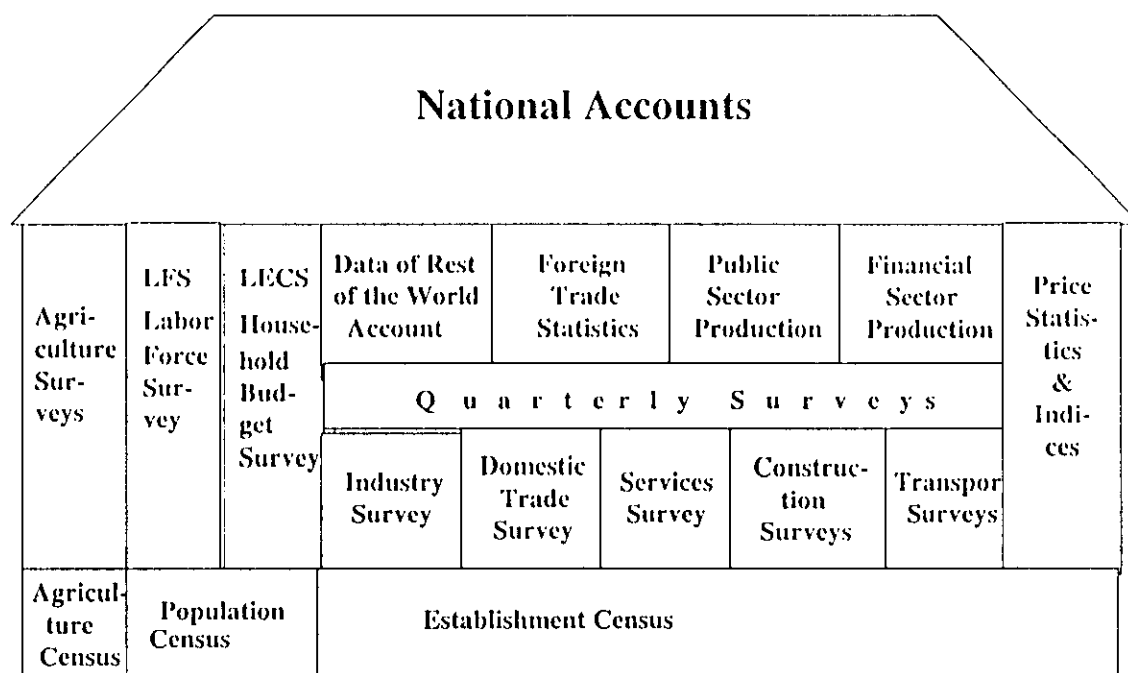 National Accounts
Agri-
culture
Sur-
veys
LFS
Labor
Force
Sur-
vey
LECS
House-
hold
Bud-
get
Survey
Data of Rest
of the World
Account
Foreign
Trade
Statistics
Public
Sector
Production
Financial
Sector
Production
Price
Statis-
tics
&
Indi-
ces
Quarterly Surveys
Industry
Survey
Domestic
Trade
Survey
Services
Survey
Construc-
tion
Surveys
Transpor
Surveys
Agricul-
ture
Census
Population
Census
Establishment Census